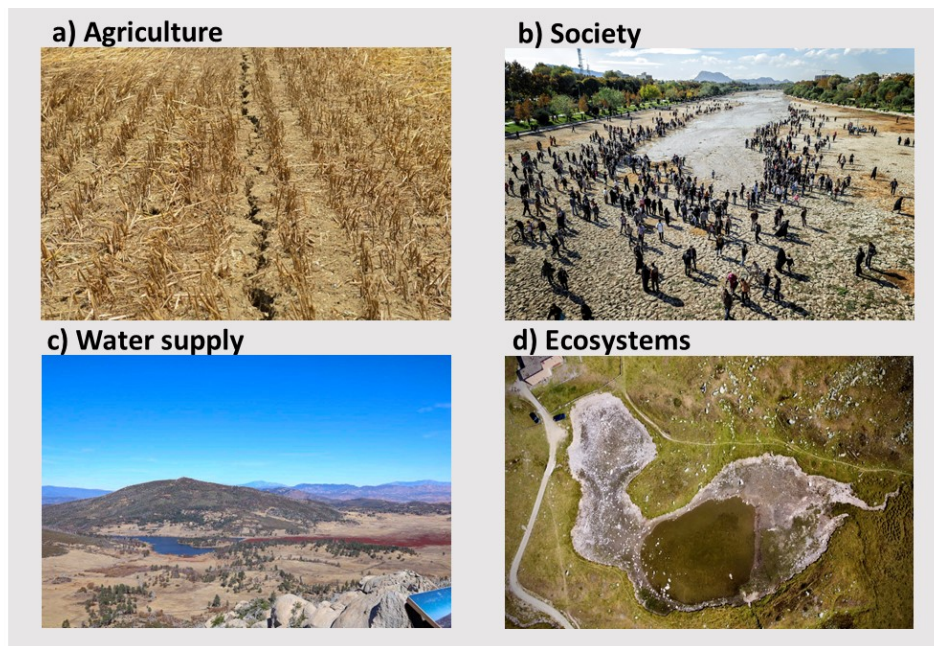 a) Agriculture
b) Society
c) Water supply
d) Ecosystems